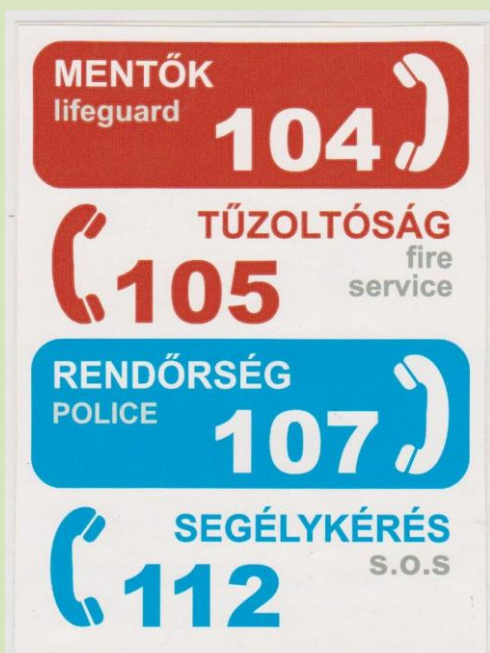 MENTŐK
lifeguard
104
TŰZOLTÓSÁG
fire
service
105
RENDŐRSÉG
POLICE
107
SEGÉLYKÉRÉS
s.o.s
112